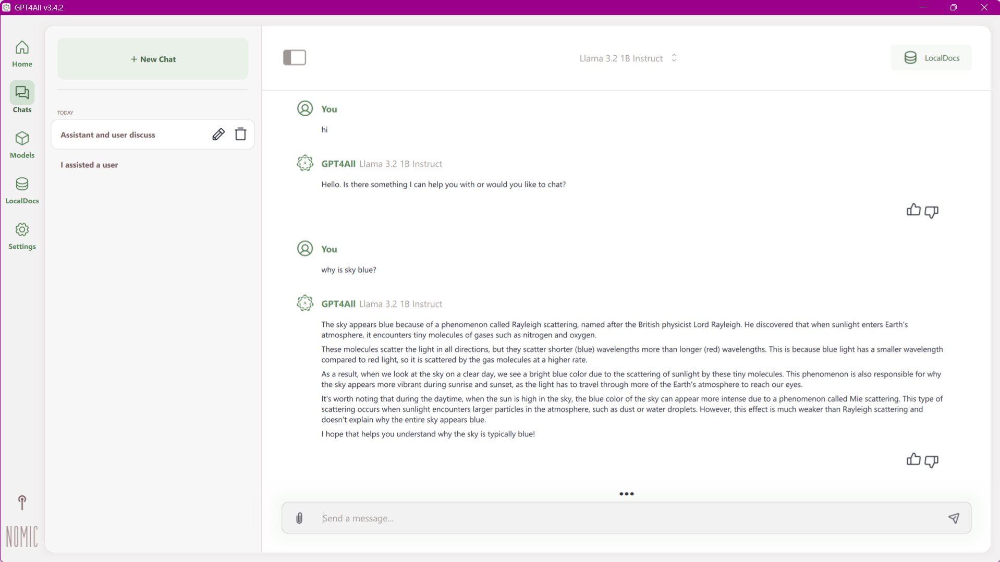 GPT4All v3.4.2
Home
Chats
Models
LocalDocs
Settings
NOMIC
+ New Chat
TODAY
Assistant and user discuss
I assisted a user
Llama 3.2 1B Instruct
LocalDocs
You
hi
GPT4All Llama 3.2 1B Instruct
Hello. Is there something I can help you with or would you like to chat?
You
why is sky blue?
GPT4All Llama 3.2 1B Instruct
The sky appears blue because of a phenomenon called Rayleigh scattering, named after the British physicist Lord Rayleigh. He discovered that when sunlight enters Earth's
atmosphere, it encounters tiny molecules of gases such as nitrogen and oxygen.
These molecules scatter the light in all directions, but they scatter shorter (blue) wavelengths more than longer (red) wavelengths. This is because blue light has a smaller wavelength
compared to red light, so it is scattered by the gas molecules at a higher rate.
As a result, when we look at the sky on a clear day, we see a bright blue color due to the scattering of sunlight by these tiny molecules. This phenomenon is also responsible for why
the sky appears more vibrant during sunrise and sunset, as the light has to travel through more of the Earth's atmosphere to reach our eyes.
It's worth noting that during the daytime, when the sun is high in the sky, the blue color of the sky can appear more intense due to a phenomenon called Mie scattering. This type of
scattering occurs when sunlight encounters larger particles in the atmosphere, such as dust or water droplets. However, this effect is much weaker than Rayleigh scattering and
doesn't explain why the entire sky appears blue.
I hope that helps you understand why the sky is typically blue!
Send a message...